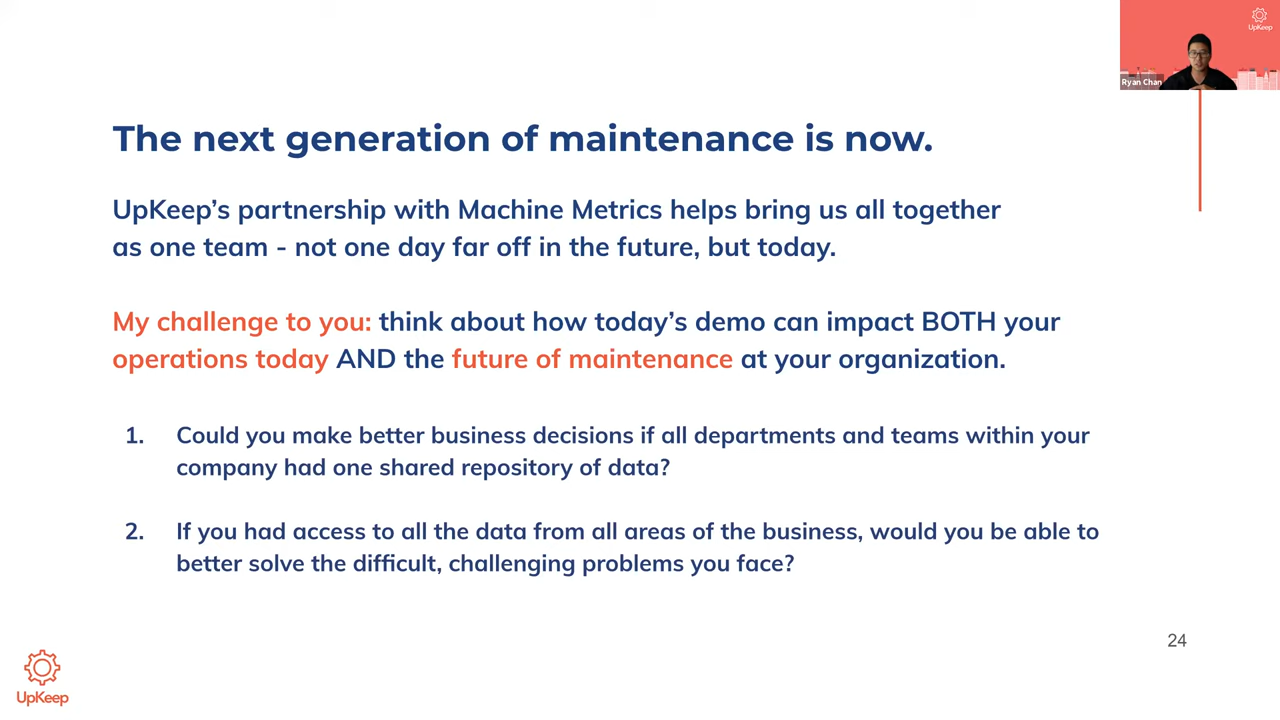 UpKeep
Ryan Chan
The next generation of maintenance is now.
UpKeep’s partnership with Machine Metrics helps bring us all together
as one team - not one day far off in the future, but today.
My challenge to you: think about how today’s demo can impact BOTH your
operations today AND the future of maintenance at your organization.
1. Could you make better business decisions if all departments and teams within your
company had one shared repository of data?
2. If you had access to all the data from all areas of the business, would you be able to
better solve the difficult, challenging problems you face?
24
UpKeep